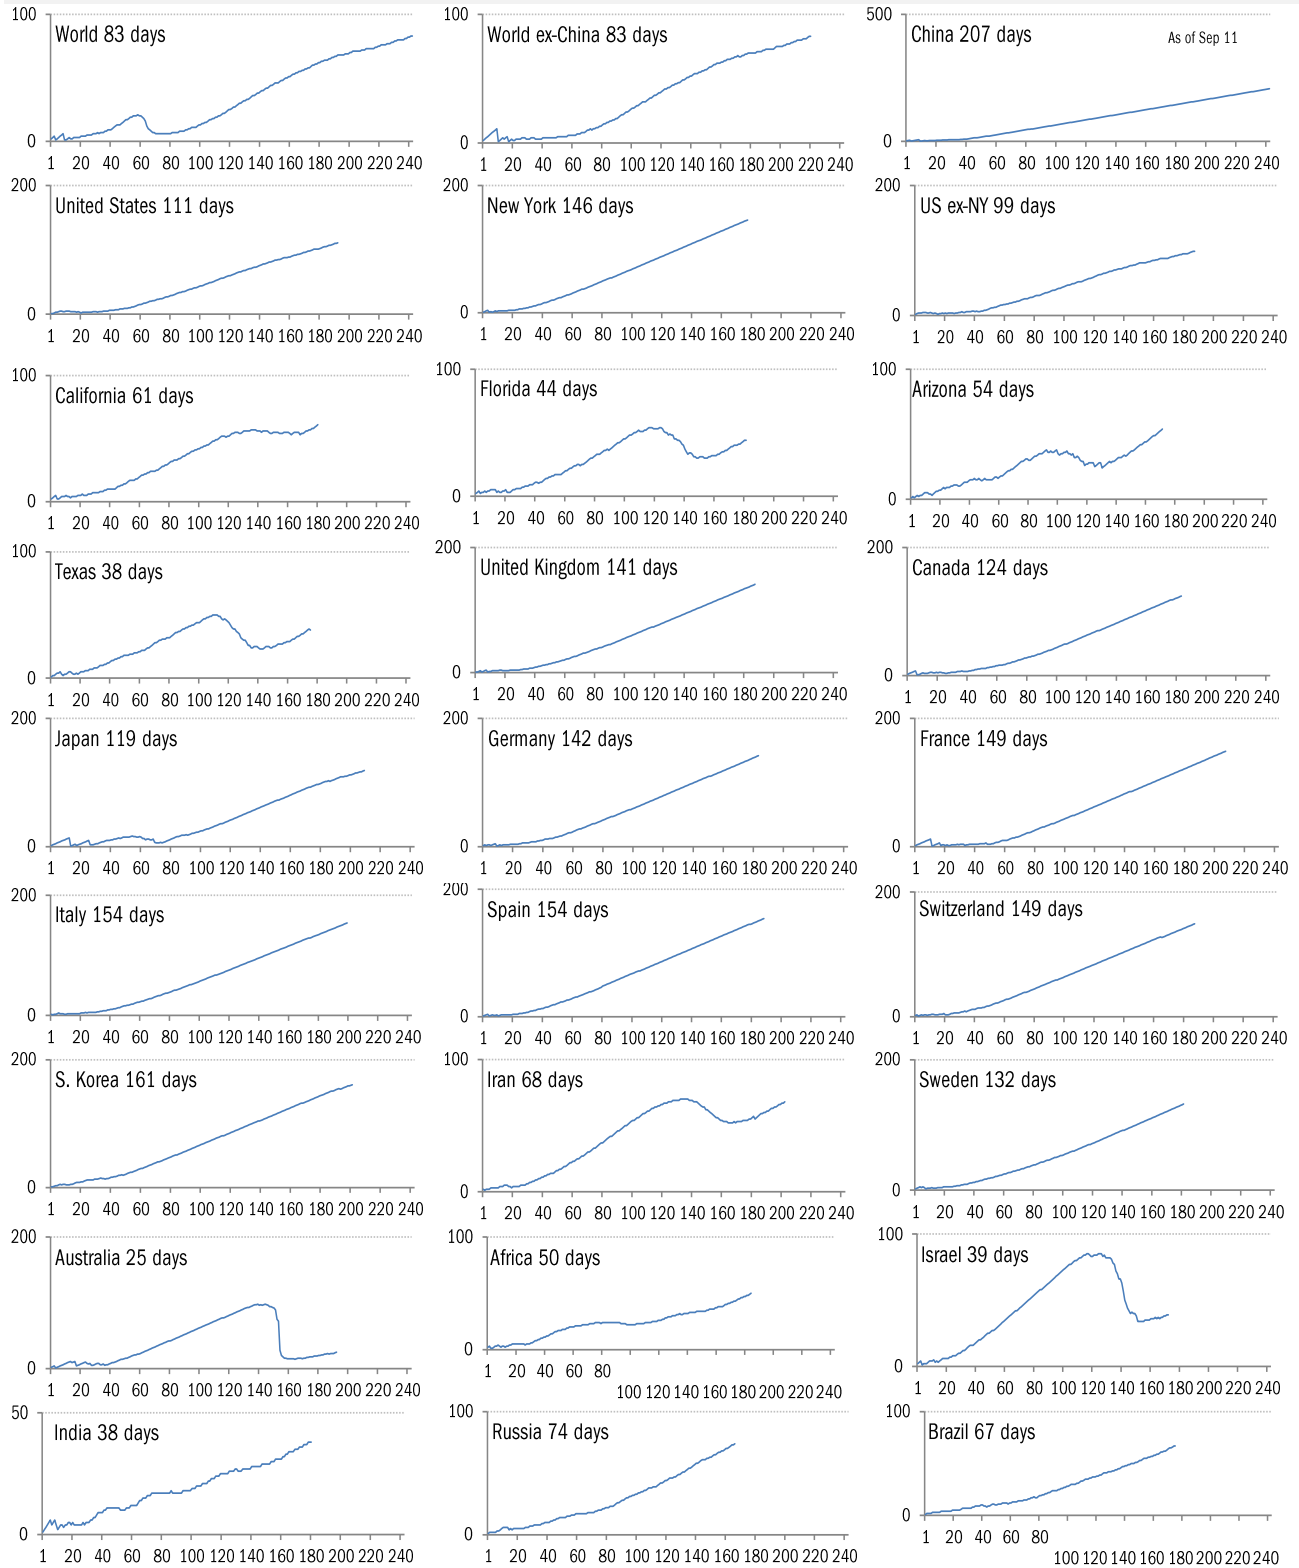 100 100 500
World 83 days World ex-China 83 days China 207 days As of Sep 11
0 0 0
1 20 40 60 80 100 120 140 160 180 200 220 240 1 20 40 60 80 100 120 140 160 180 200 220 240 1 20 40 60 80 100 120 140 160 180 200 220 240
200 200 200
United States 111 days New York 146 days US ex-NY 99 days
0 0 0
1 20 40 60 80 100 120 140 160 180 200 220 240 1 20 40 60 80 100 120 140 160 180 200 220 240 1 20 40 60 80 100 120 140 160 180 200 220 240
100 100 100
California 61 days Florida 44 days Arizona 54 days
0 0 0
1 20 40 60 80 100 120 140 160 180 200 220 240 1 20 40 60 80 100 120 140 160 180 200 220 240 1 20 40 60 80 100 120 140 160 180 200 220 240
100 200 200
Texas 38 days United Kingdom 141 days Canada 124 days
0 0 0
1 20 40 60 80 100 120 140 160 180 200 220 240 1 20 40 60 80 100 120 140 160 180 200 220 240 1 20 40 60 80 100 120 140 160 180 200 220 240
200 200 200
Japan 119 days Germany 142 days France 149 days
0 0 0
1 20 40 60 80 100 120 140 160 180 200 220 240 1 20 40 60 80 100 120 140 160 180 200 220 240 1 20 40 60 80 100 120 140 160 180 200 220 240
200 200 200
Italy 154 days Spain 154 days Switzerland 149 days
0 0 0
1 20 40 60 80 100 120 140 160 180 200 220 240 1 20 40 60 80 100 120 140 160 180 200 220 240 1 20 40 60 80 100 120 140 160 180 200 220 240
200 100 200
S. Korea 161 days Iran 68 days Sweden 132 days
0 0 0
1 20 40 60 80 100 120 140 160 180 200 220 240 1 20 40 60 80 100 120 140 160 180 200 220 240 1 20 40 60 80 100 120 140 160 180 200 220 240
200 100 100
Australia 25 days Africa 50 days Israel 39 days
0 0 0
1 20 40 60 80 100 120 140 160 180 200 220 240 1 20 40 60 80 100 120 140 160 180 200 220 240 1 20 40 60 80 100 120 140 160 180 200 220 240
50 100 100
India 38 days Russia 74 days Brazil 67 days
0 0 0
1 20 40 60 80 100 120 140 160 180 200 220 240 1 20 40 60 80 100 120 140 160 180 200 220 240 1 20 40 60 80 100 120 140 160 180 200 220 240